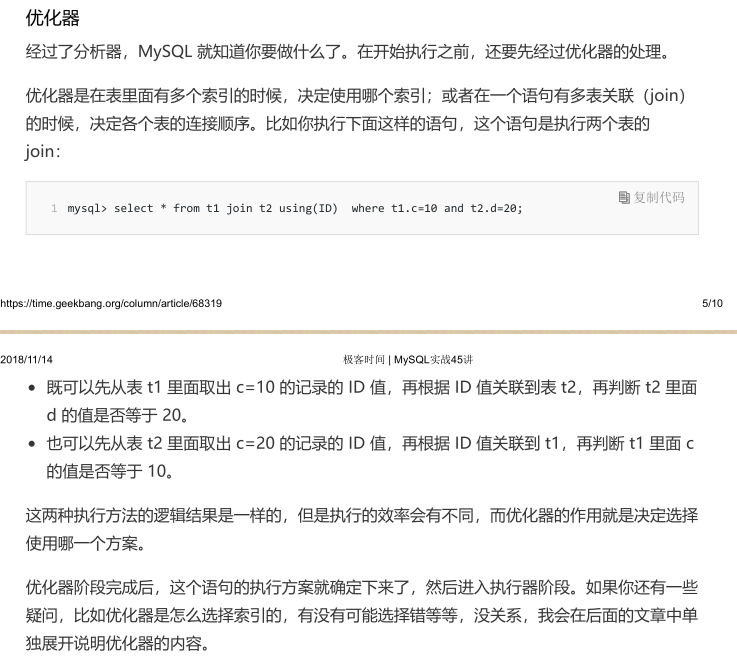 优化器
经过了分析器，MySQL 就知道你要做什么了。在开始执行之前，还要先经过优化器的处理。
优化器是在表里面有多个索引的时候，决定使用哪个索引；或者在一个语句有多表关联（join）
的时候，决定各个表的连接顺序。比如你执行下面这样的语句，这个语句是执行两个表的
join：
复制代码
1 mysql> select * from t1 join t2 using(ID)  where t1.c=10 and t2.d=20;
https://time.geekbang.org/column/article/68319 5/10
2018/11/14 极客时间 | MySQL实战45讲
• 既可以先从表 t1 里面取出 c=10 的记录的 ID 值，再根据 ID 值关联到表 t2，再判断 t2 里面
d 的值是否等于 20。
• 也可以先从表 t2 里面取出 c=20 的记录的 ID 值，再根据 ID 值关联到 t1，再判断 t1 里面 c
的值是否等于 10。
这两种执行方法的逻辑结果是一样的，但是执行的效率会有不同，而优化器的作用就是决定选择
使用哪一个方案。
优化器阶段完成后，这个语句的执行方案就确定下来了，然后进入执行器阶段。如果你还有一些
疑问，比如优化器是怎么选择索引的，有没有可能选择错等等，没关系，我会在后面的文章中单
独展开说明优化器的内容。